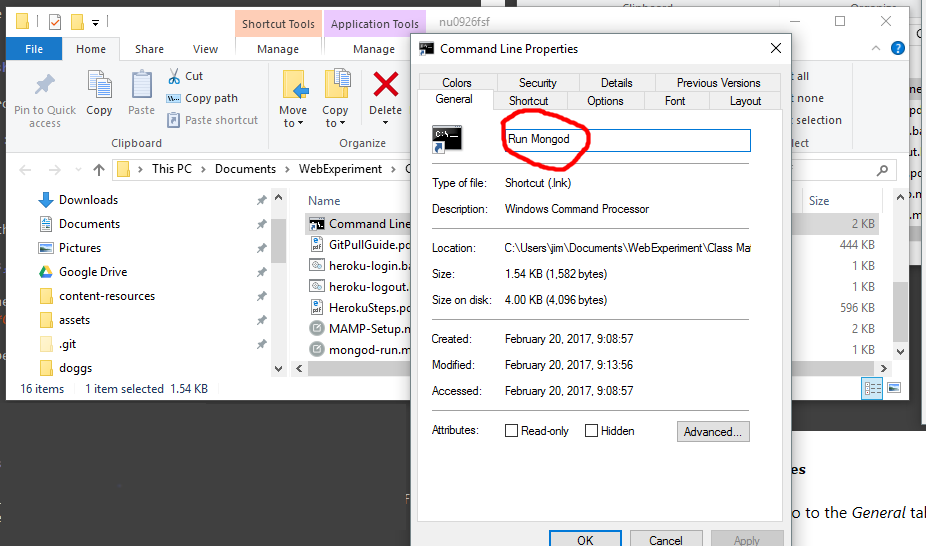 Shortcut Tools
Application Tools
nu0926fsf
File
Home
Share
View
Manage
Manage
Pin to Quick access
Copy
Paste
Cut
Copy path
Paste shortcut
Clipboard
Move to
Copy to
Delete
Organize
This PC > Documents > WebExperiment >
Downloads
Documents
Pictures
Google Drive
content-resources
assets
.git
doggs
Name
Command Line
GitPullGuide.pd
heroku-login.ba
heroku-logout.
HerokuSteps.pd
MAMP-Setup.m
mongod-run.m
16 items
1 item selected 1.54 KB
Command Line Properties
Colors
Security
Details
Previous Versions
General
Shortcut
Options
Font
Layout
C:\
Run Mongod
Type of file: Shortcut (.lnk)
Description: Windows Command Processor
Location: C:\Users\jim\Documents\WebExperiment\Class Ma
Size: 1.54 KB (1,582 bytes)
Size on disk: 4.00 KB (4,096 bytes)
Created: February 20, 2017, 9:08:57
Modified: February 20, 2017, 9:13:56
Accessed: February 20, 2017, 9:08:57
Attributes: Read-only Hidden Advanced...
OK
Cancel
Apply
all
none
selection
Size
2 KB
444 KB
1 KB
1 KB
596 KB
2 KB
1 KB
es
o to the General tal